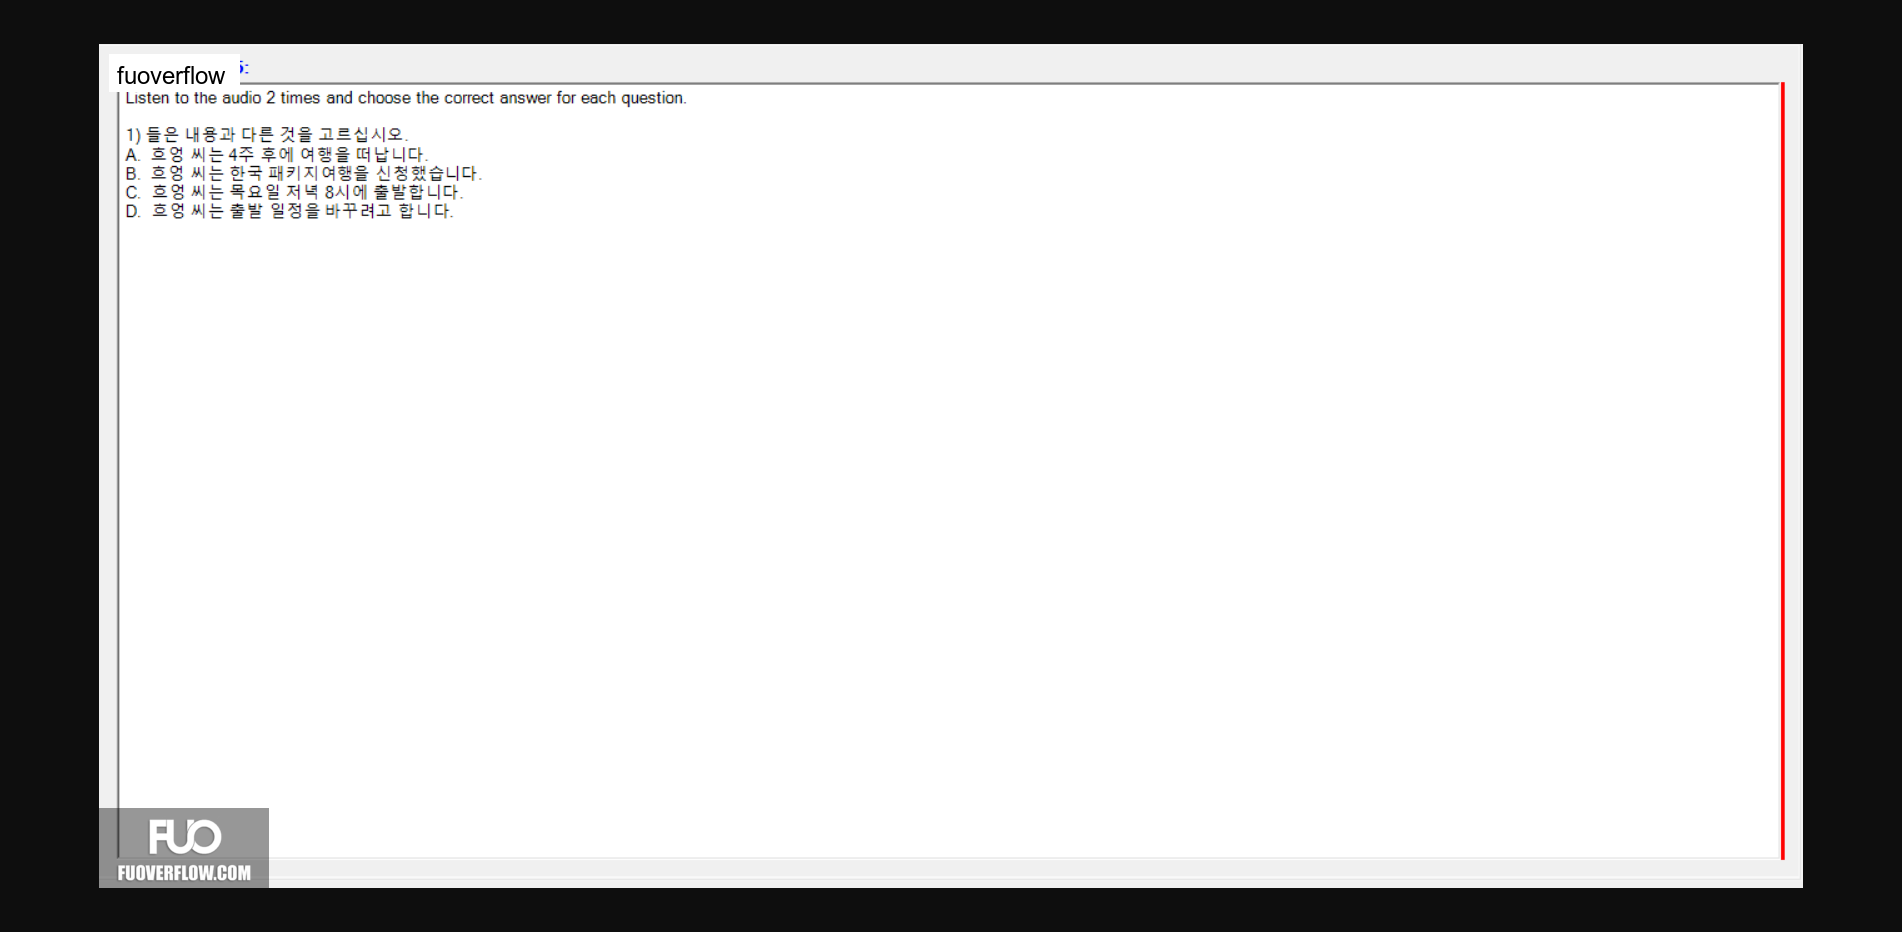 fuoverflow
5:
Listen to the audio 2 times and choose the correct answer for each question.
1) 들은 내용과 다른 것을 고르십시오.
A. 흐엉 씨는 4주 후에 여행을 떠납니다.
B. 흐엉 씨는 한국 패키지여행을 신청했습니다.
C. 흐엉 씨는 목요일 저녁 8시에 출발합니다.
D. 흐엉 씨는 출발 일정을 바꾸려고 합니다.
FUO
FUOVERFLOW.COM